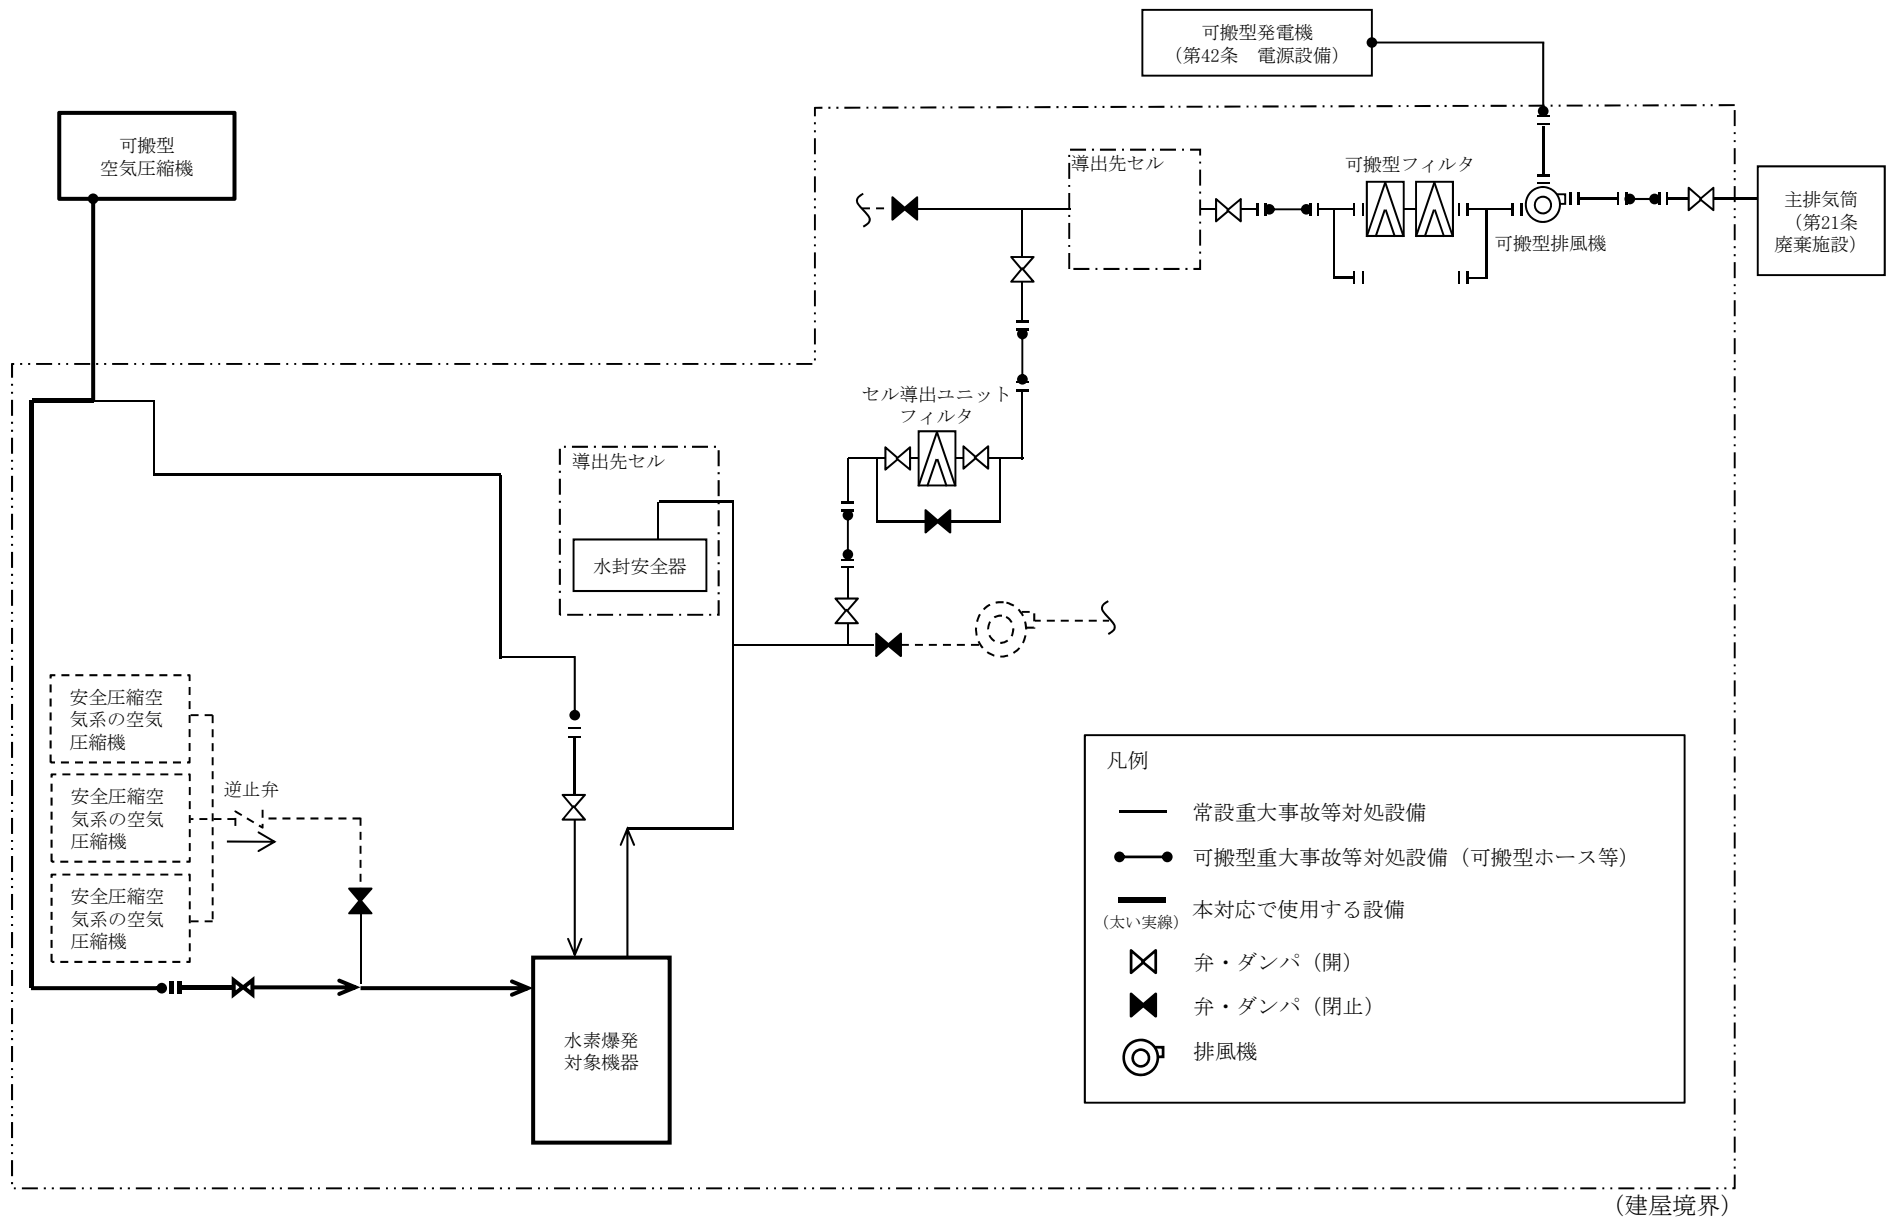 可搬型発電機
（第42条　電源設備）
可搬型
空気圧縮機
導出先セル
可搬型フィルタ
可搬型排風機
主排気筒
（第21条
廃棄施設）
セル導出ユニット
フィルタ
導出先セル
水封安全器
安全圧縮空
気系の空気
圧縮機
安全圧縮空
気系の空気
圧縮機
安全圧縮空
気系の空気
圧縮機
逆止弁
水素爆発
対象機器
凡例
常設重大事故等対処設備
可搬型重大事故等対処設備（可搬型ホース等）
本対応で使用する設備
（太い実線）
弁・ダンパ（開）
弁・ダンパ（閉止）
排風機
（建屋境界）